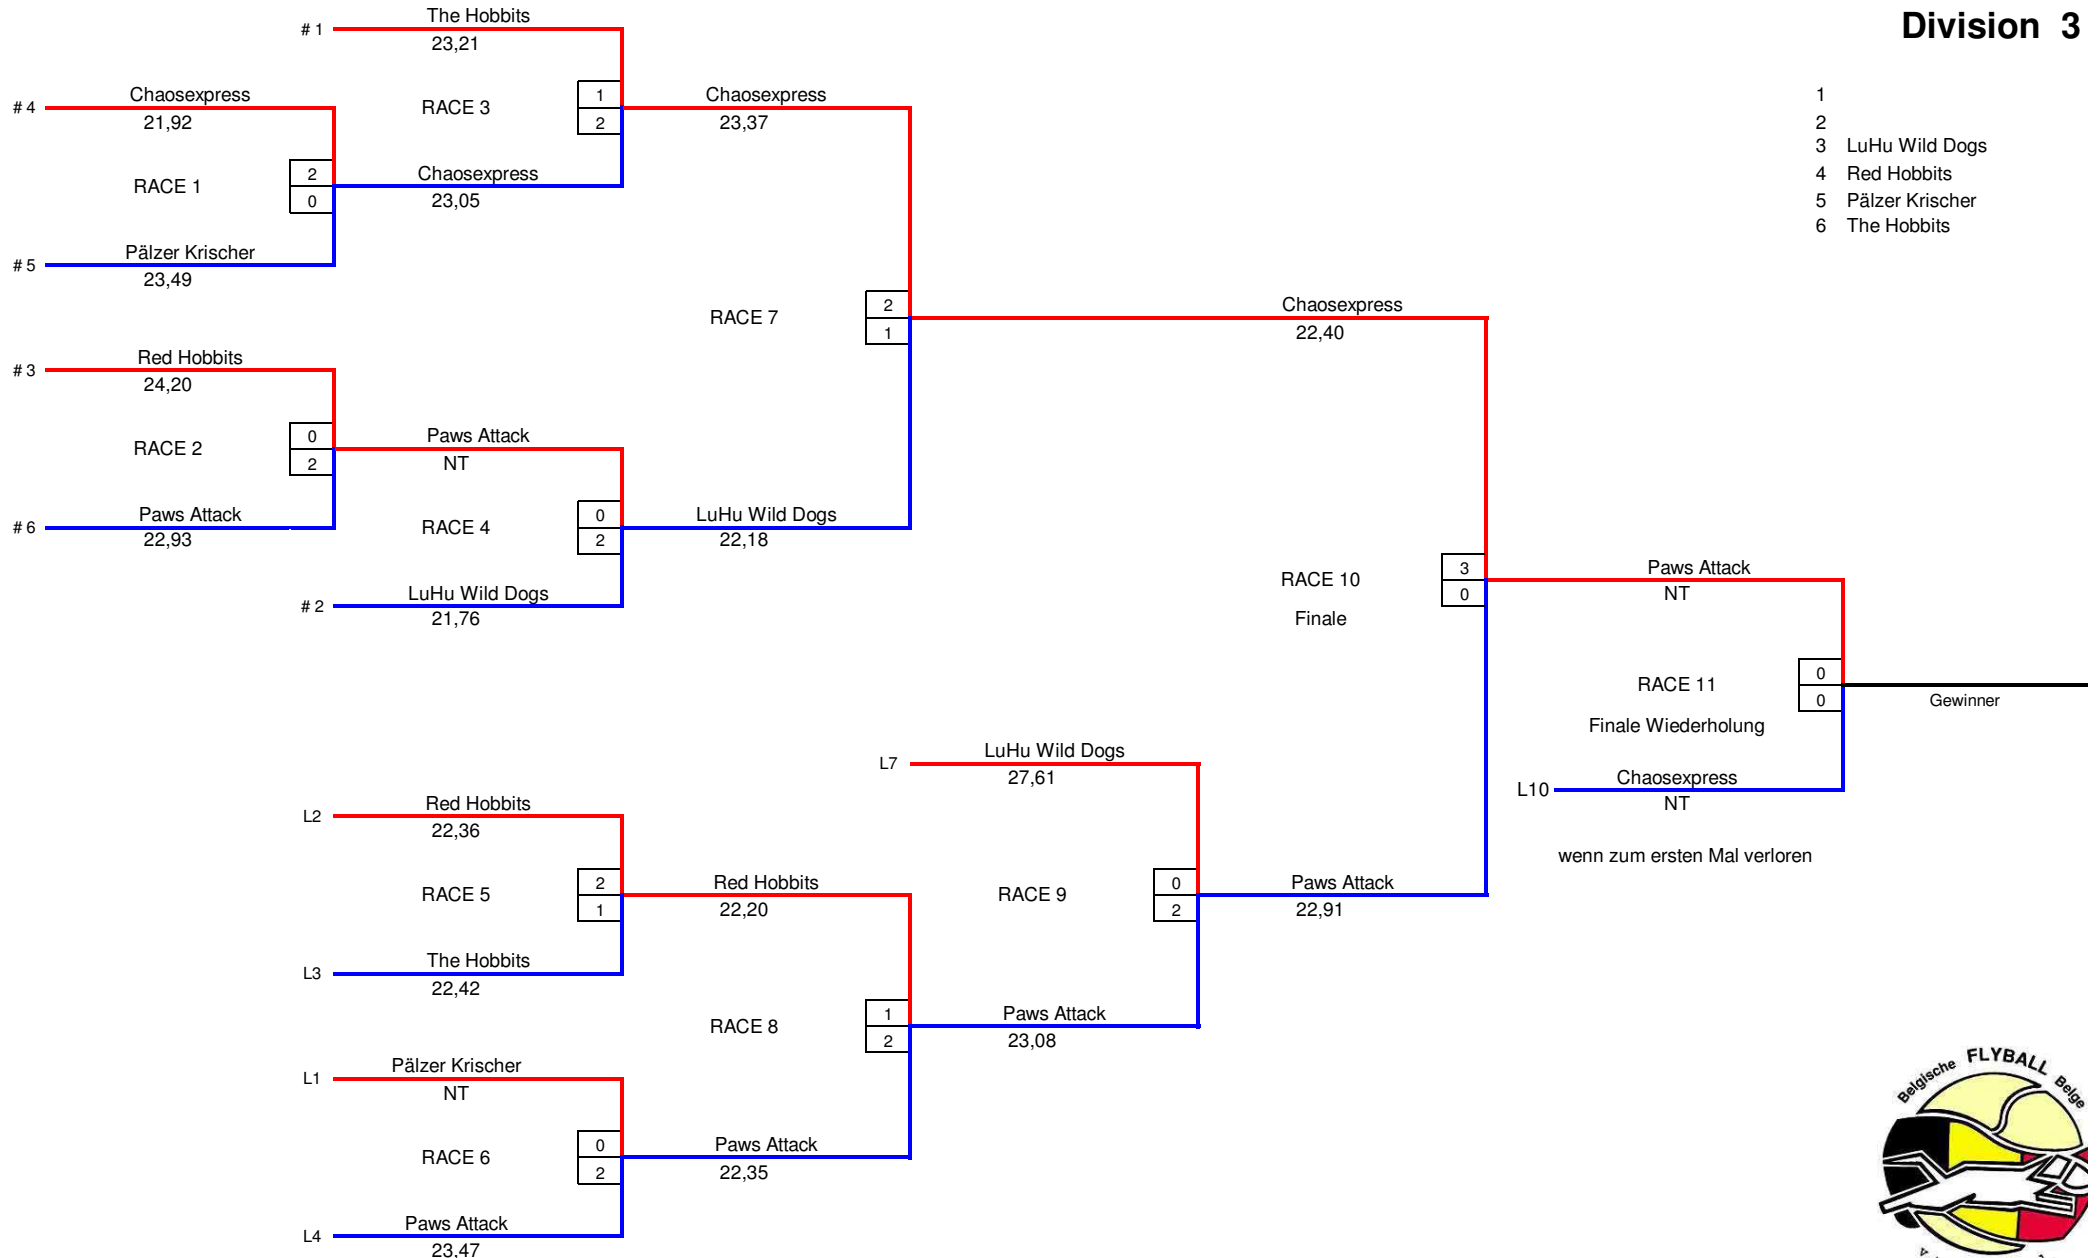 Division 3
1
2
3 LuHu Wild Dogs
4 Red Hobbits
5 Pälzer Krischer
6 The Hobbits
# 1 The Hobbits
23,21
# 4 Chaosexpress
21,92
RACE 3 1
2
Chaosexpress
23,37
RACE 1 2
0
Chaosexpress
23,05
# 5 Pälzer Krischer
23,49
RACE 7 2
1
Chaosexpress
22,40
# 3 Red Hobbits
24,20
RACE 2 0
2
Paws Attack
NT
# 6 Paws Attack
22,93
RACE 4 0
2
LuHu Wild Dogs
22,18
# 2 LuHu Wild Dogs
21,76
RACE 10 3
0
Finale
Paws Attack
NT
RACE 11 0
0
Finale Wiederholung
Gewinner
L10 Chaosexpress
NT
wenn zum ersten Mal verloren
L7 LuHu Wild Dogs
27,61
L2 Red Hobbits
22,36
RACE 5 2
1
Red Hobbits
22,20
RACE 9 0
2
Paws Attack
22,91
L3 The Hobbits
22,42
RACE 8 1
2
Paws Attack
23,08
L1 Pälzer Krischer
NT
RACE 6 0
2
Paws Attack
22,35
L4 Paws Attack
23,47
Belgische FLYBALL Belge